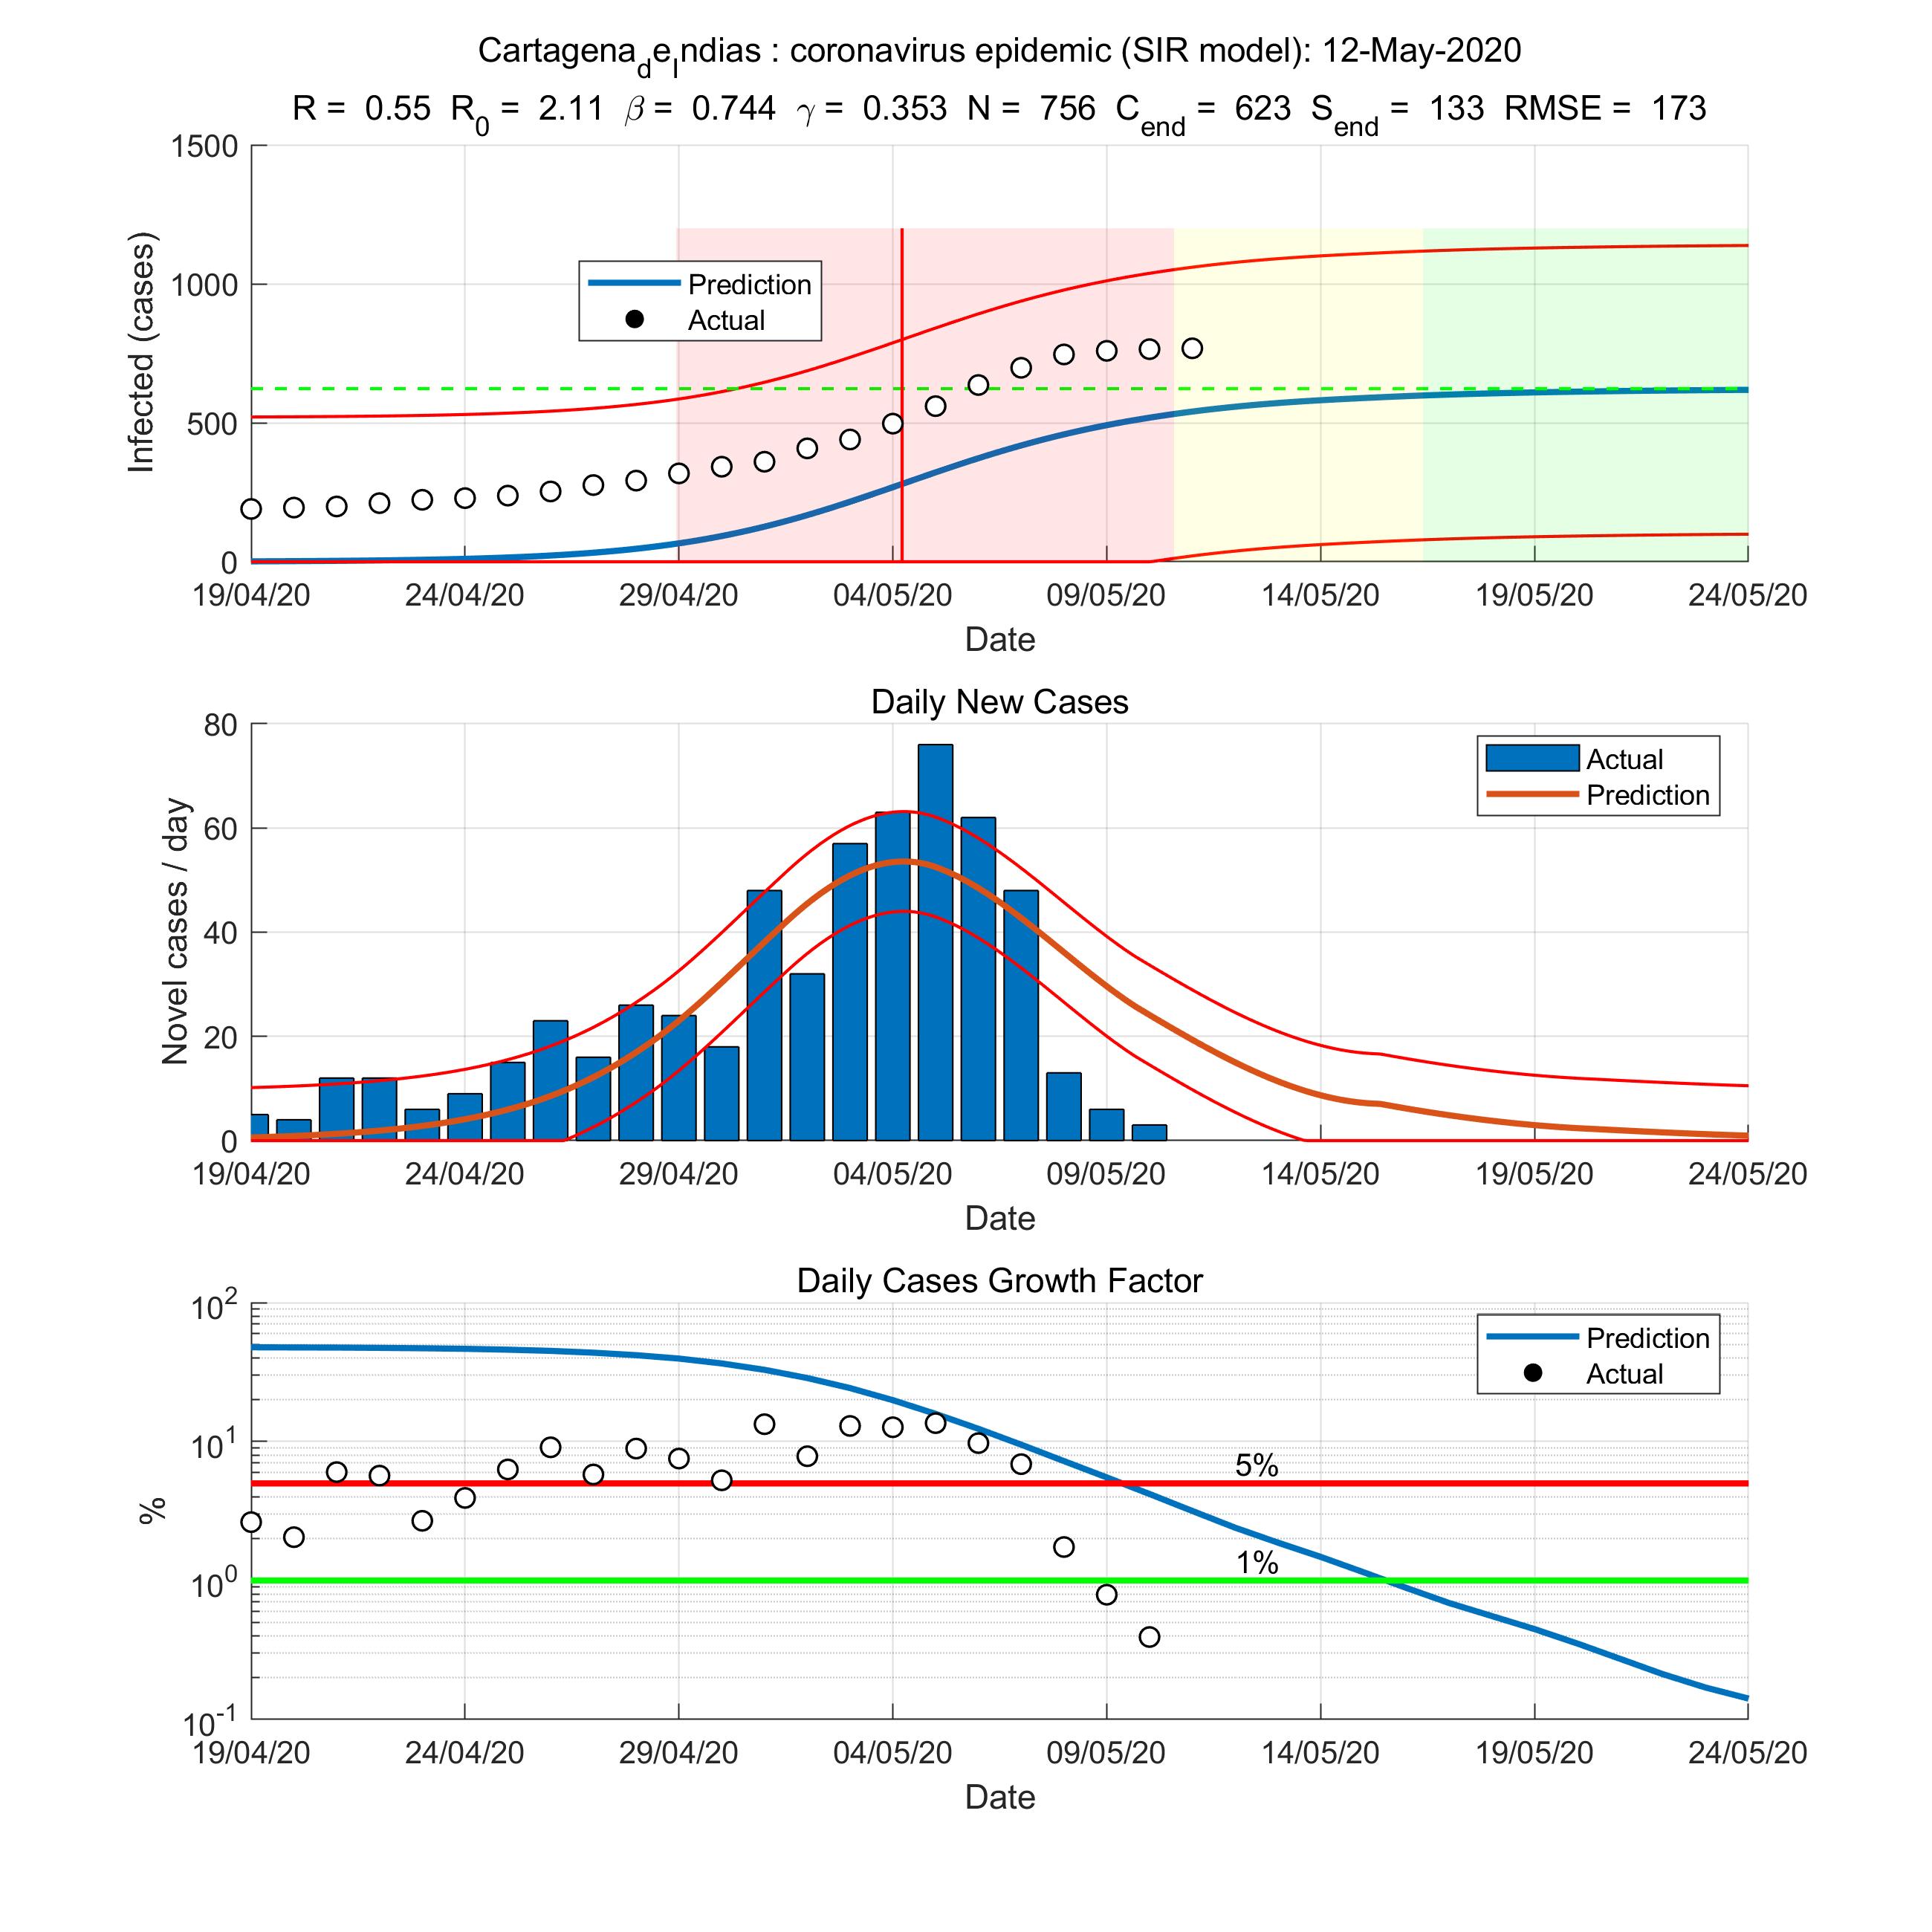 Cartagena_de_Indias : coronavirus epidemic (SIR model): 12-May-2020
R = 0.55 R0 = 2.11 β = 0.744 γ = 0.353 N = 756 Cend = 623 Send = 133 RMSE = 173
1500
1000
500
0
Infected (cases)
Prediction
Actual
19/04/20 24/04/20 29/04/20 04/05/20 09/05/20 14/05/20 19/05/20 24/05/20
Date
Daily New Cases
80
60
40
20
0
Novel cases / day
Actual
Prediction
19/04/20 24/04/20 29/04/20 04/05/20 09/05/20 14/05/20 19/05/20 24/05/20
Date
Daily Cases Growth Factor
10^2
10^1
10^0
10^-1
%
Prediction
Actual
5%
1%
19/04/20 24/04/20 29/04/20 04/05/20 09/05/20 14/05/20 19/05/20 24/05/20
Date